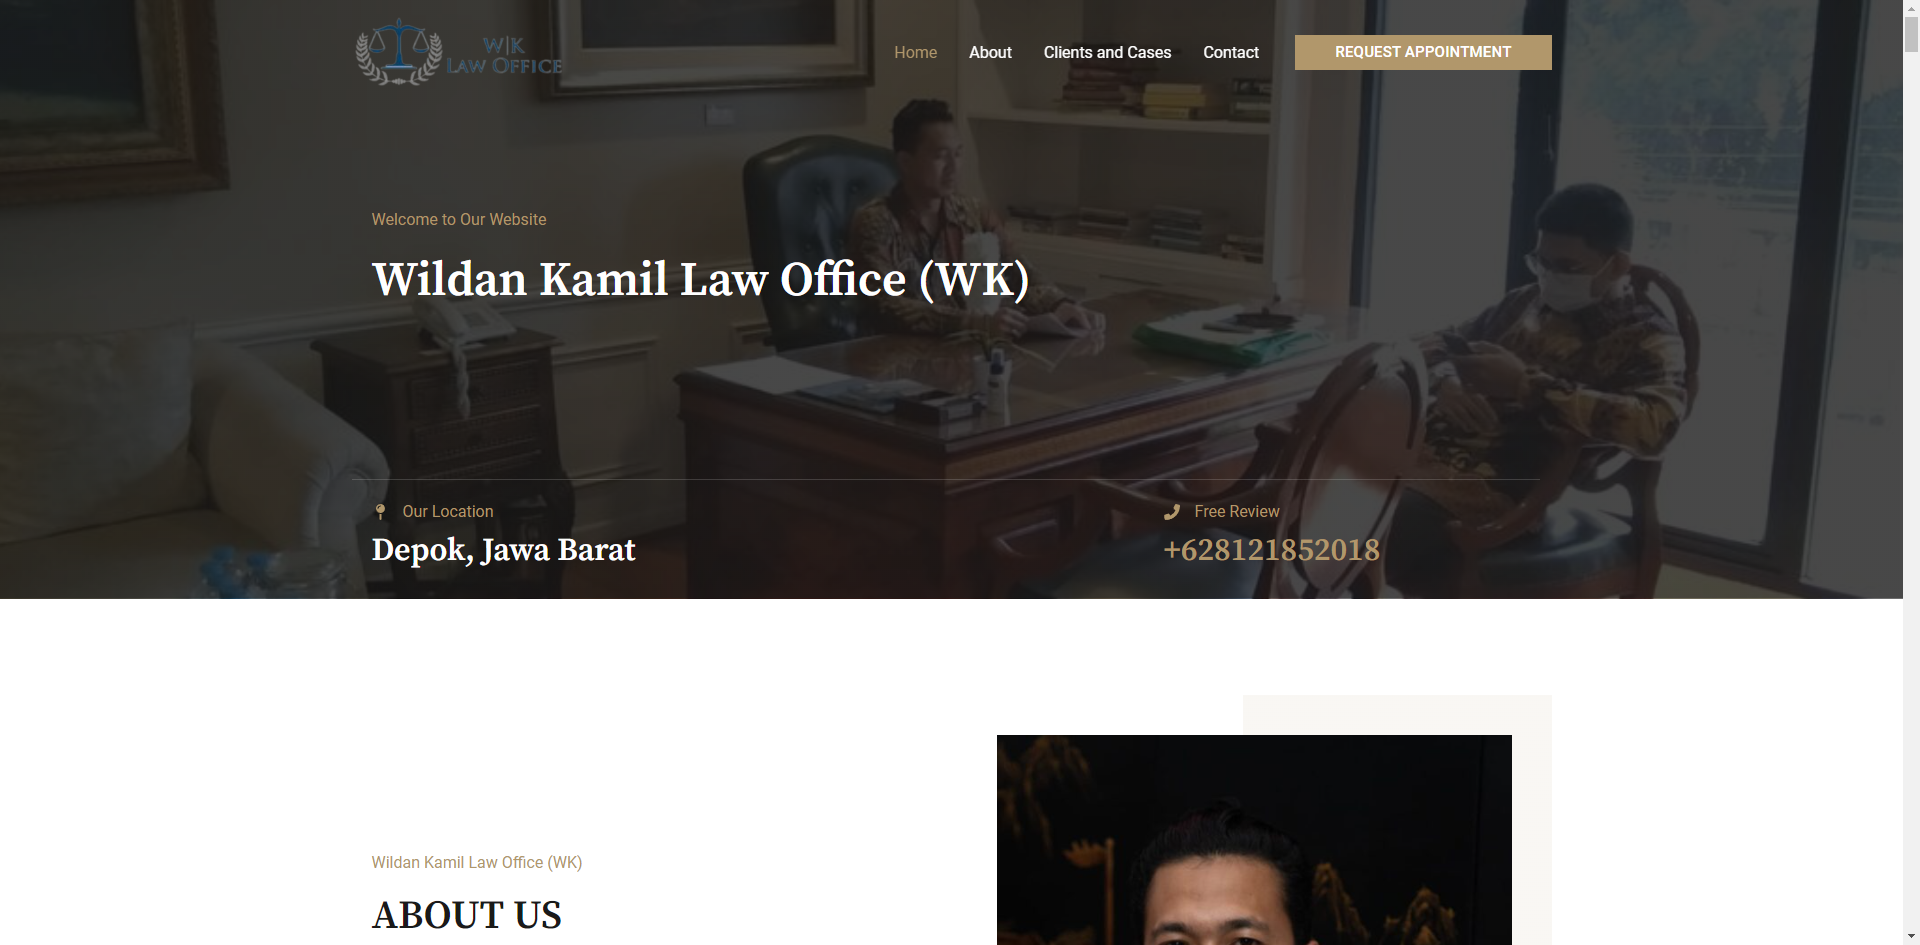 W|K
LAW OFFICE
Home
About
Clients and Cases
Contact
REQUEST APPOINTMENT
Welcome to Our Website
Wildan Kamil Law Office (WK)
Our Location
Depok, Jawa Barat
Free Review
+628121852018
Wildan Kamil Law Office (WK)
ABOUT US